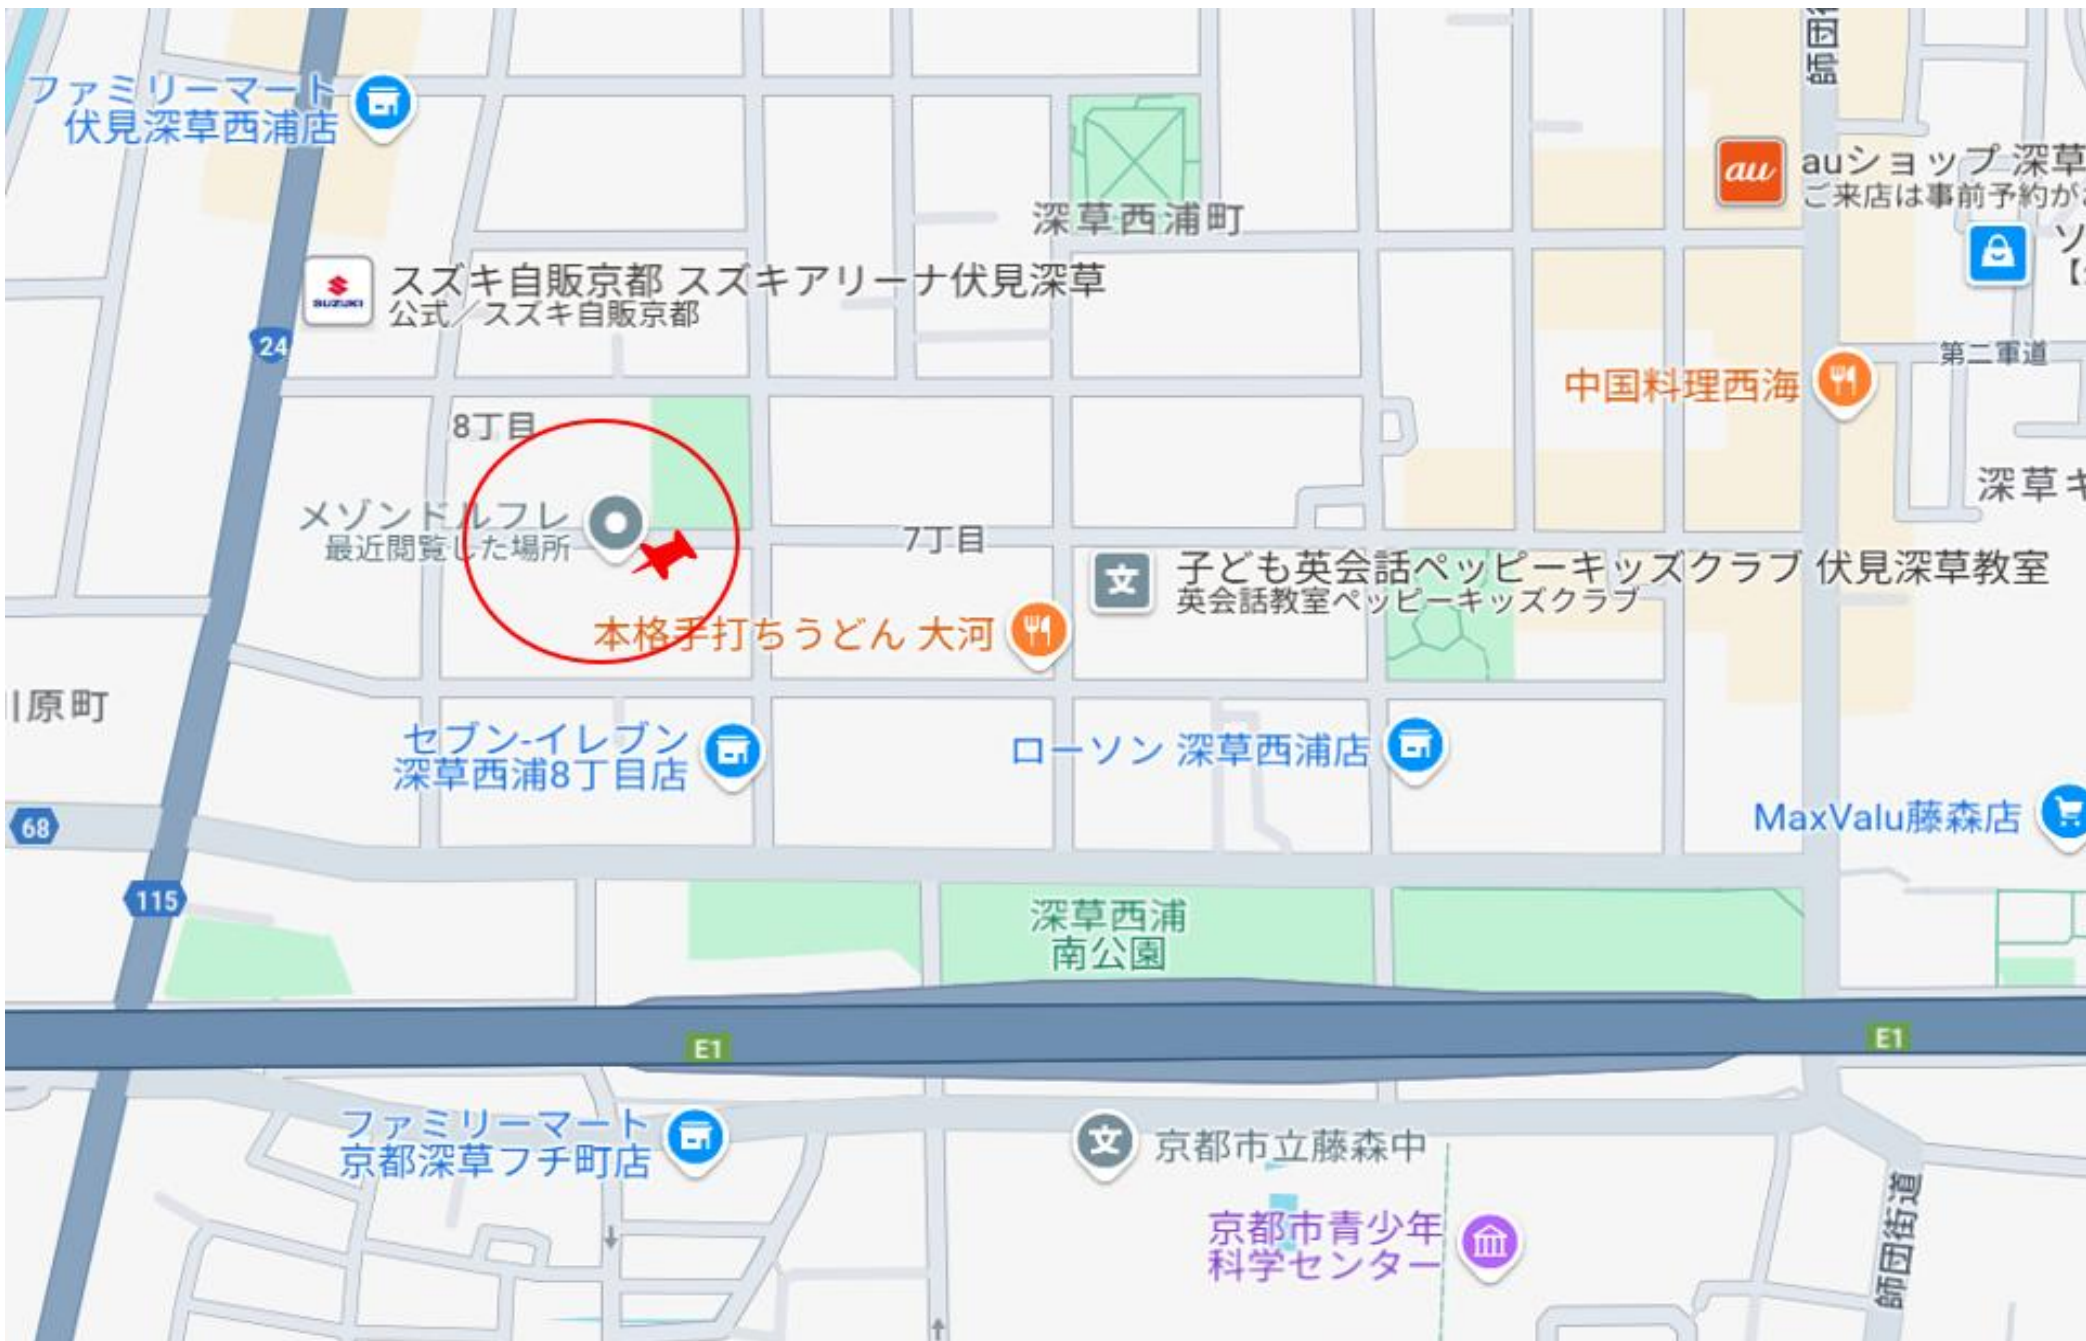 師団街
ファミリーマート
伏見深草西浦店
au
auショップ 深草
ご来店は事前予約が
深草西浦町
ソ
【
SUZUKI
スズキ自販京都 スズキアリーナ伏見深草
公式／スズキ自販京都
24
第二軍道
中国料理西海
8丁目
深草キ
メゾンドルフレ
最近閲覧した場所
7丁目
文
子ども英会話ペッピーキッズクラブ 伏見深草教室
英会話教室ペッピーキッズクラブ
本格手打ちうどん 大河
川原町
セブン-イレブン
深草西浦8丁目店
ローソン 深草西浦店
68
MaxValu藤森店
115
深草西浦
南公園
E1
E1
ファミリーマート
京都深草フチ町店
文
京都市立藤森中
京都市青少年
科学センター
師団街道